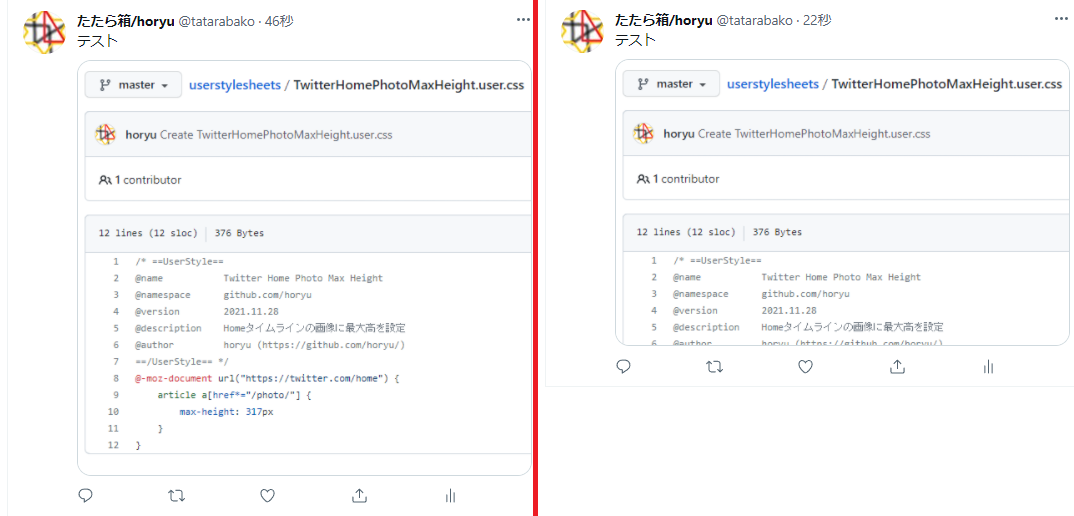 たたら箱/horyu @tatarabako · 46秒
テスト
master
userstylesheets / TwitterHomePhotoMaxHeight.user.css
horyu Create TwitterHomePhotoMaxHeight.user.css
1 contributor
12 lines (12 sloc) 376 Bytes
1 /* ==UserStyle==
2 @name Twitter Home Photo Max Height
3 @namespace github.com/horyu
4 @version 2021.11.28
5 @description Homeタイムラインの画像に最大高を設定
6 @author horyu (https://github.com/horyu/)
7 ==/UserStyle== */
8 @-moz-document url("https://twitter.com/home") {
9 article a[href*="/photo/"] {
10 max-height: 317px
11 }
12 }
たたら箱/horyu @tatarabako · 22秒
テスト
master
userstylesheets / TwitterHomePhotoMaxHeight.user.css
horyu Create TwitterHomePhotoMaxHeight.user.css
1 contributor
12 lines (12 sloc) 376 Bytes
1 /* ==UserStyle==
2 @name Twitter Home Photo Max Height
3 @namespace github.com/horyu
4 @version 2021.11.28
5 @description Homeタイムラインの画像に最大高を設定
6 @author horyu (https://github.com/horyu/)